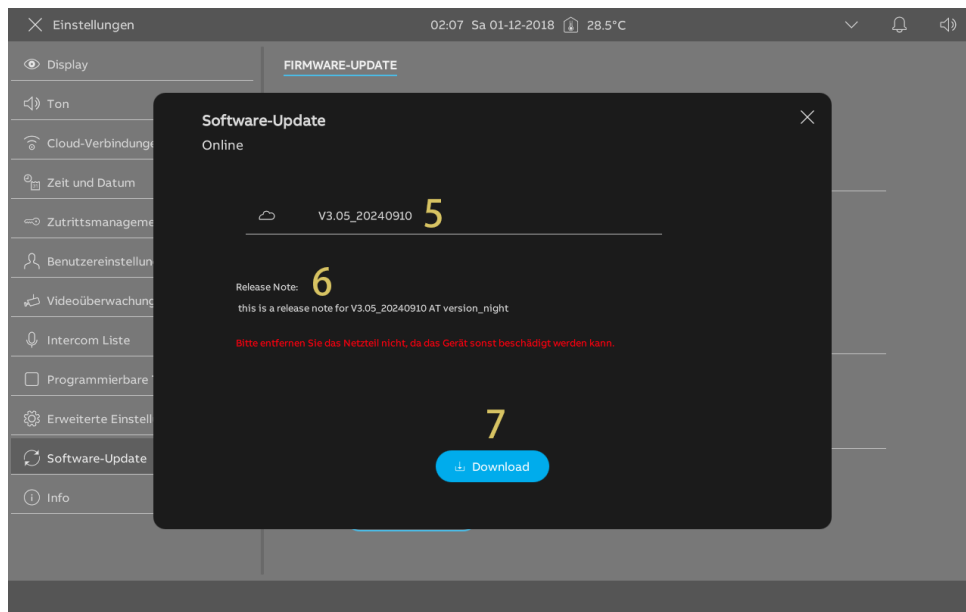 Einstellungen
02:07 Sa 01-12-2018 28.5°C
Display
Ton
Cloud-Verbindunge
Zeit und Datum
Zutrittsmanageme
Benutzereinstellun
Videoüberwachung
Intercom Liste
Programmierbare
Erweiterte Einstell
Software-Update
Info
FIRMWARE-UPDATE
Software-Update
Online
V3.05_20240910 5
Release Note: 6
this is a release note for V3.05_20240910 AT version_night
Bitte entfernen Sie das Netzteil nicht, da das Gerät sonst beschädigt werden kann.
7
Download